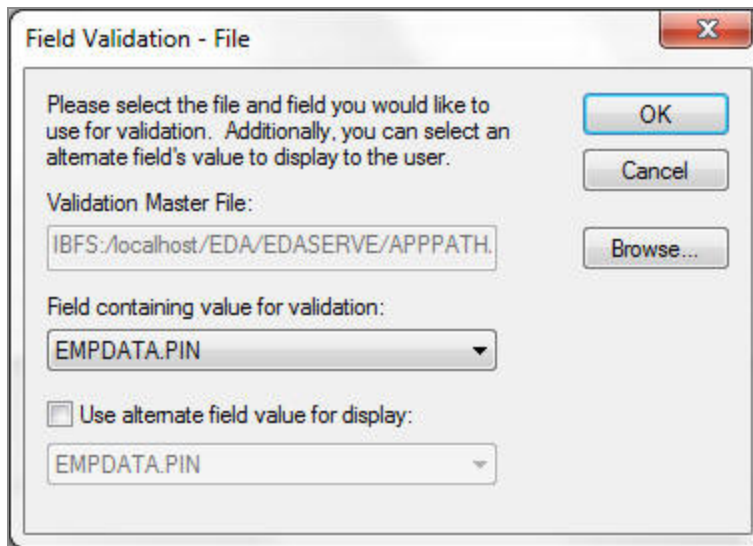 Field Validation - File
Please select the file and field you would like to
use for validation. Additionally, you can select an
alternate field's value to display to the user.
OK
Cancel
Validation Master File:
IBFS:/localhost/EDA/EDASERVE/APPPATH.
Browse...
Field containing value for validation:
EMPDATA.PIN
Use alternate field value for display:
EMPDATA.PIN